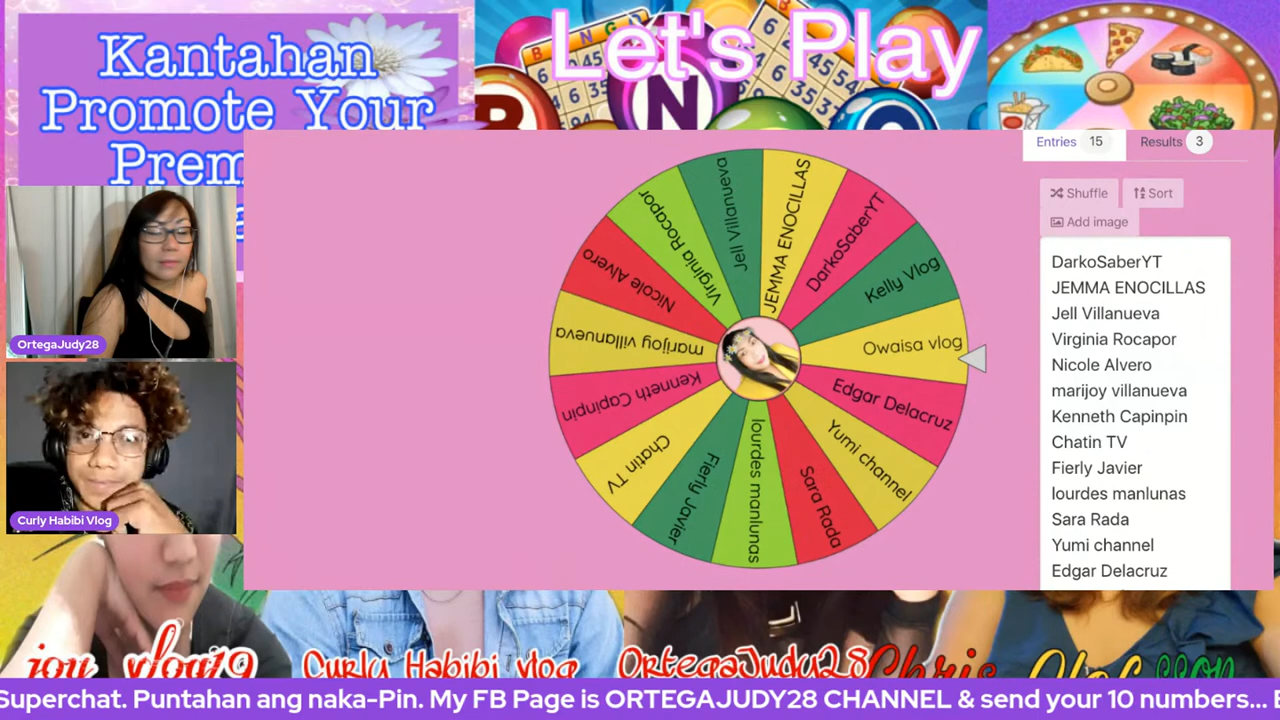 Kantahan
Promote Your
Prem
Let's Play
B I N G
N
Entries 15
Results 3
Shuffle
Sort
Add image
DarkoSaberYT
JEMMA ENOCILLAS
Jell Villanueva
Virginia Rocapor
Nicole Alvero
marijoy villanueva
Kenneth Capinpin
Chatin TV
Fierly Javier
lourdes manlunas
Sara Rada
Yumi channel
Edgar Delacruz
Jell Villanueva
JEMMA ENOCILLAS
DarkoSaberYT
Kelly Vlog
Owaisa vlog
Edgar Delacruz
Yumi channel
Sara Rada
lourdes manlunas
Fierly Javier
Chatin TV
Kenneth Capinpin
marijoy villanueva
Nicole Alvero
Virginia Rocapor
OrtegaJudy28
Curly Habibi Vlog
joy vlog19
Curly Habibi vlog
OrtegaJudy28
Chris
Superchat. Puntahan ang naka-Pin. My FB Page is ORTEGAJUDY28 CHANNEL & send your 10 numbers...